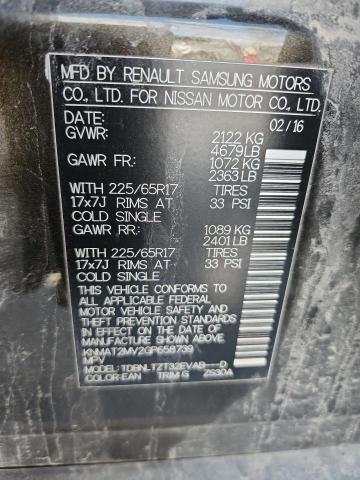 MFD BY RENAULT SAMSUNG MOTORS
CO., LTD. FOR NISSAN MOTOR CO., LTD.
DATE: 02/16
GVWR: 2122 KG
4679 LB
GAWR FR: 1072 KG
2363 LB
WITH 225/65R17 TIRES
17x7J RIMS AT 33 PSI
COLD SINGLE
GAWR RR: 1089 KG
2401 LB
WITH 225/65R17 TIRES
17x7J RIMS AT 33 PSI
COLD SINGLE
THIS VEHICLE CONFORMS TO ALL
APPLICABLE U.S. FEDERAL
MOTOR VEHICLE SAFETY AND
THEFT PREVENTION STANDARDS
IN EFFECT ON THE DATE OF
MANUFACTURE SHOWN ABOVE.
KNMAT2MV2GP658739
MPV
MODEL: TDBNLTZT32EVAB---D
COLOR: EAN TRIM: G ZS30A